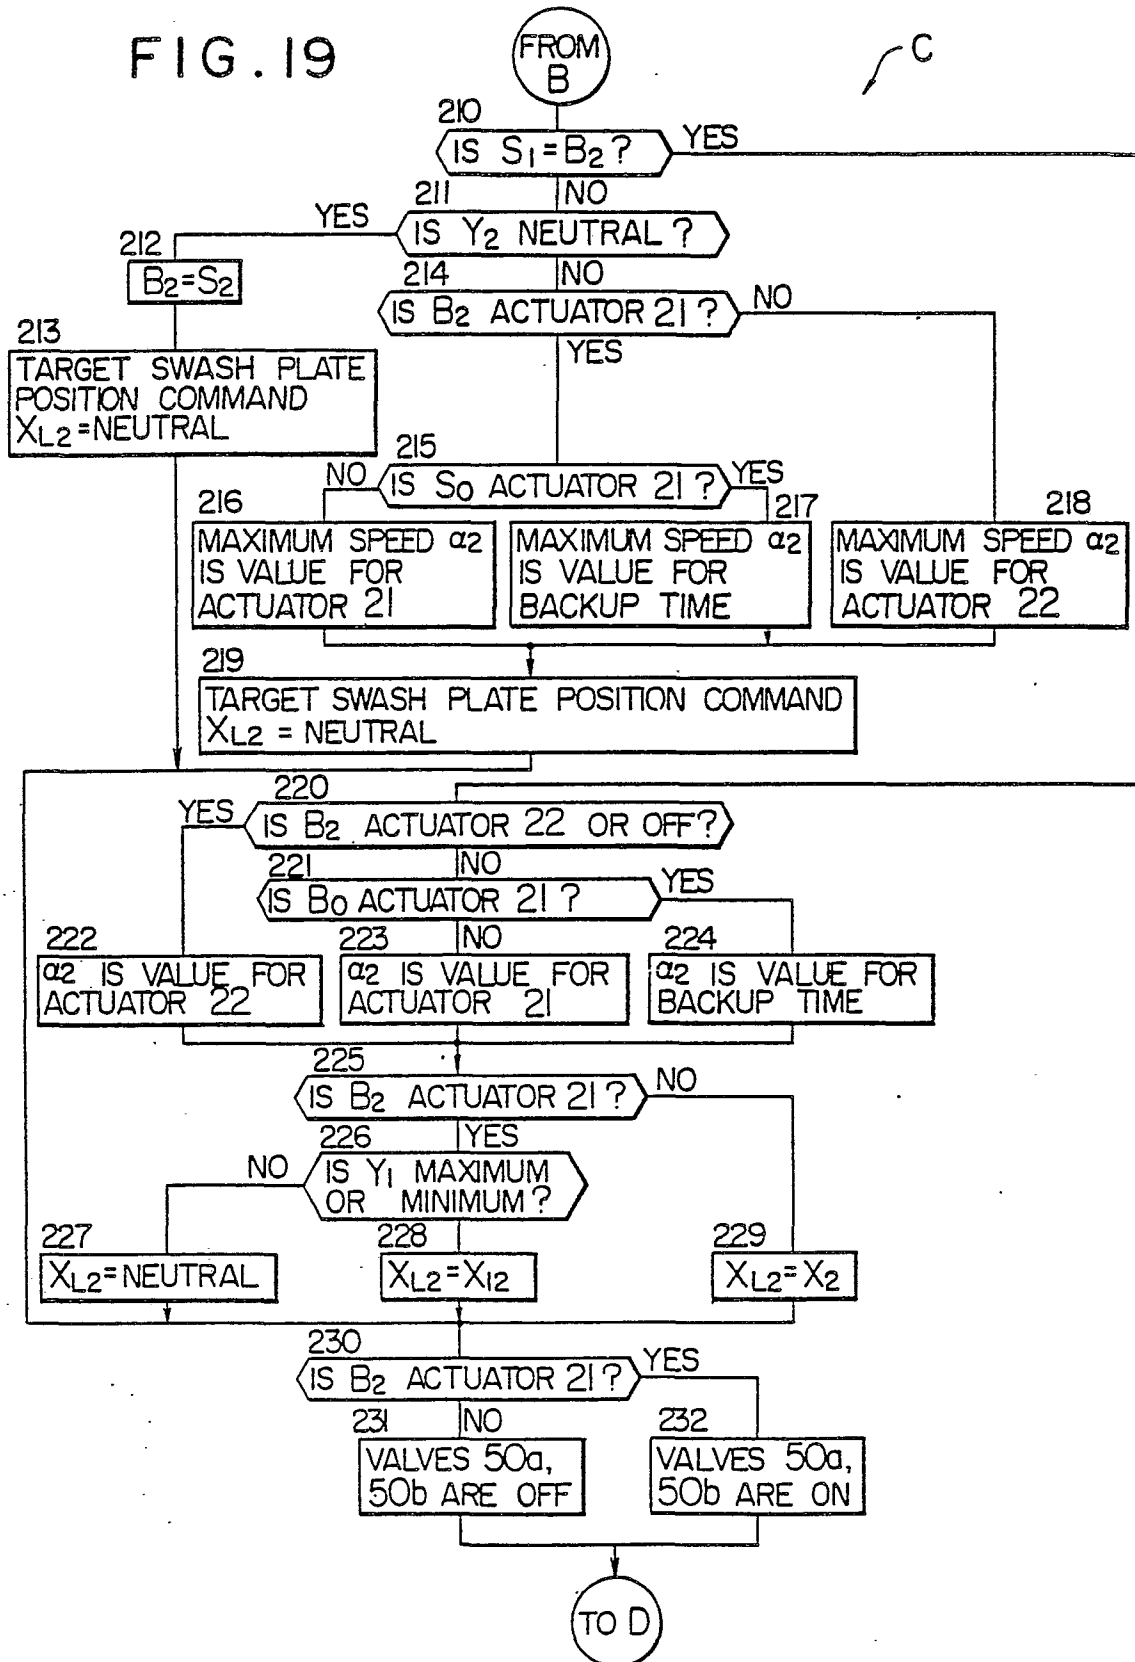 FIG. 19
FROM
B
C
210
IS S1=B2?
YES
NO
211
IS Y2 NEUTRAL?
YES
NO
212
B2=S2
213
TARGET SWASH PLATE
POSITION COMMAND
XL2=NEUTRAL
214
IS B2 ACTUATOR 21?
NO
YES
215
IS S0 ACTUATOR 21?
NO
YES
216
MAXIMUM SPEED α2
IS VALUE FOR
ACTUATOR 21
217
MAXIMUM SPEED α2
IS VALUE FOR
BACKUP TIME
218
MAXIMUM SPEED α2
IS VALUE FOR
ACTUATOR 22
219
TARGET SWASH PLATE POSITION COMMAND
XL2 = NEUTRAL
220
IS B2 ACTUATOR 22 OR OFF?
YES
NO
221
IS B0 ACTUATOR 21?
YES
NO
222
α2 IS VALUE FOR
ACTUATOR 22
223
α2 IS VALUE FOR
ACTUATOR 21
224
α2 IS VALUE FOR
BACKUP TIME
225
IS B2 ACTUATOR 21?
NO
YES
226
IS Y1 MAXIMUM
OR MINIMUM?
NO
227
XL2=NEUTRAL
228
XL2=X12
229
XL2=X2
230
IS B2 ACTUATOR 21?
YES
NO
231
VALVES 50a,
50b ARE OFF
232
VALVES 50a,
50b ARE ON
TO D